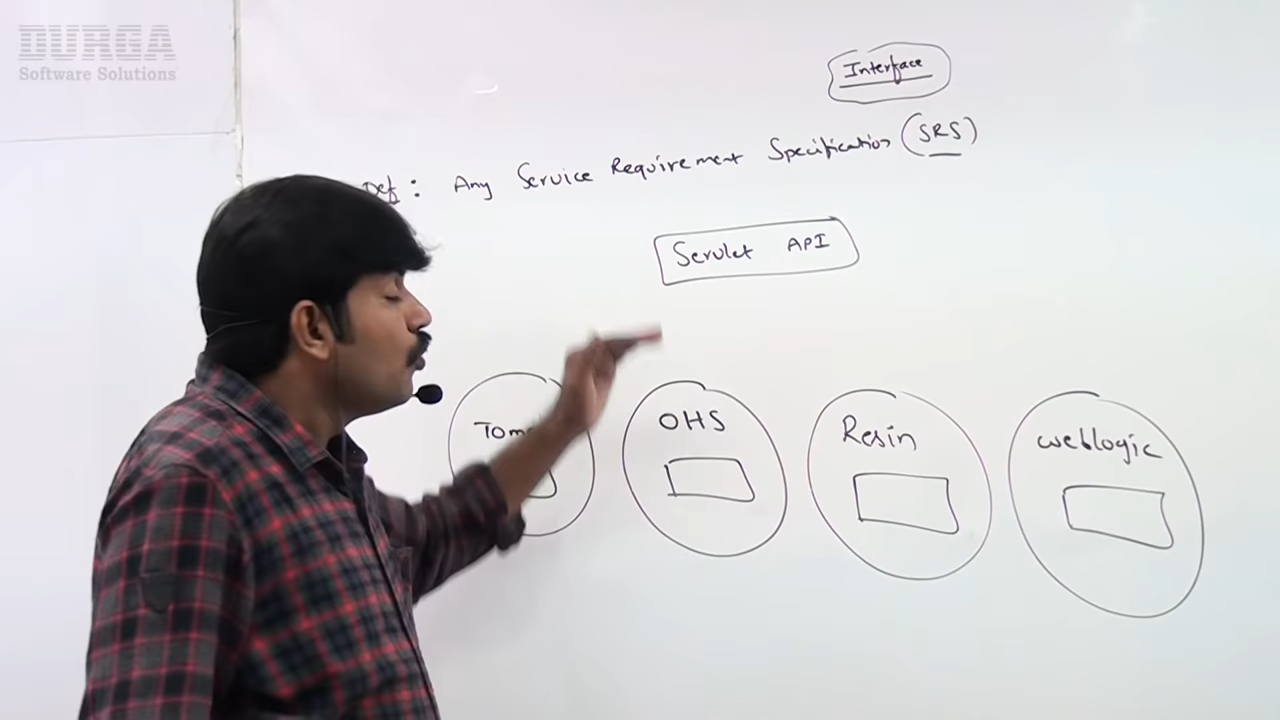 DURGA
Software Solutions
Interface
Def : Any Service Requirement Specification (SRS)
Servlet API
OHS Resin weblogic